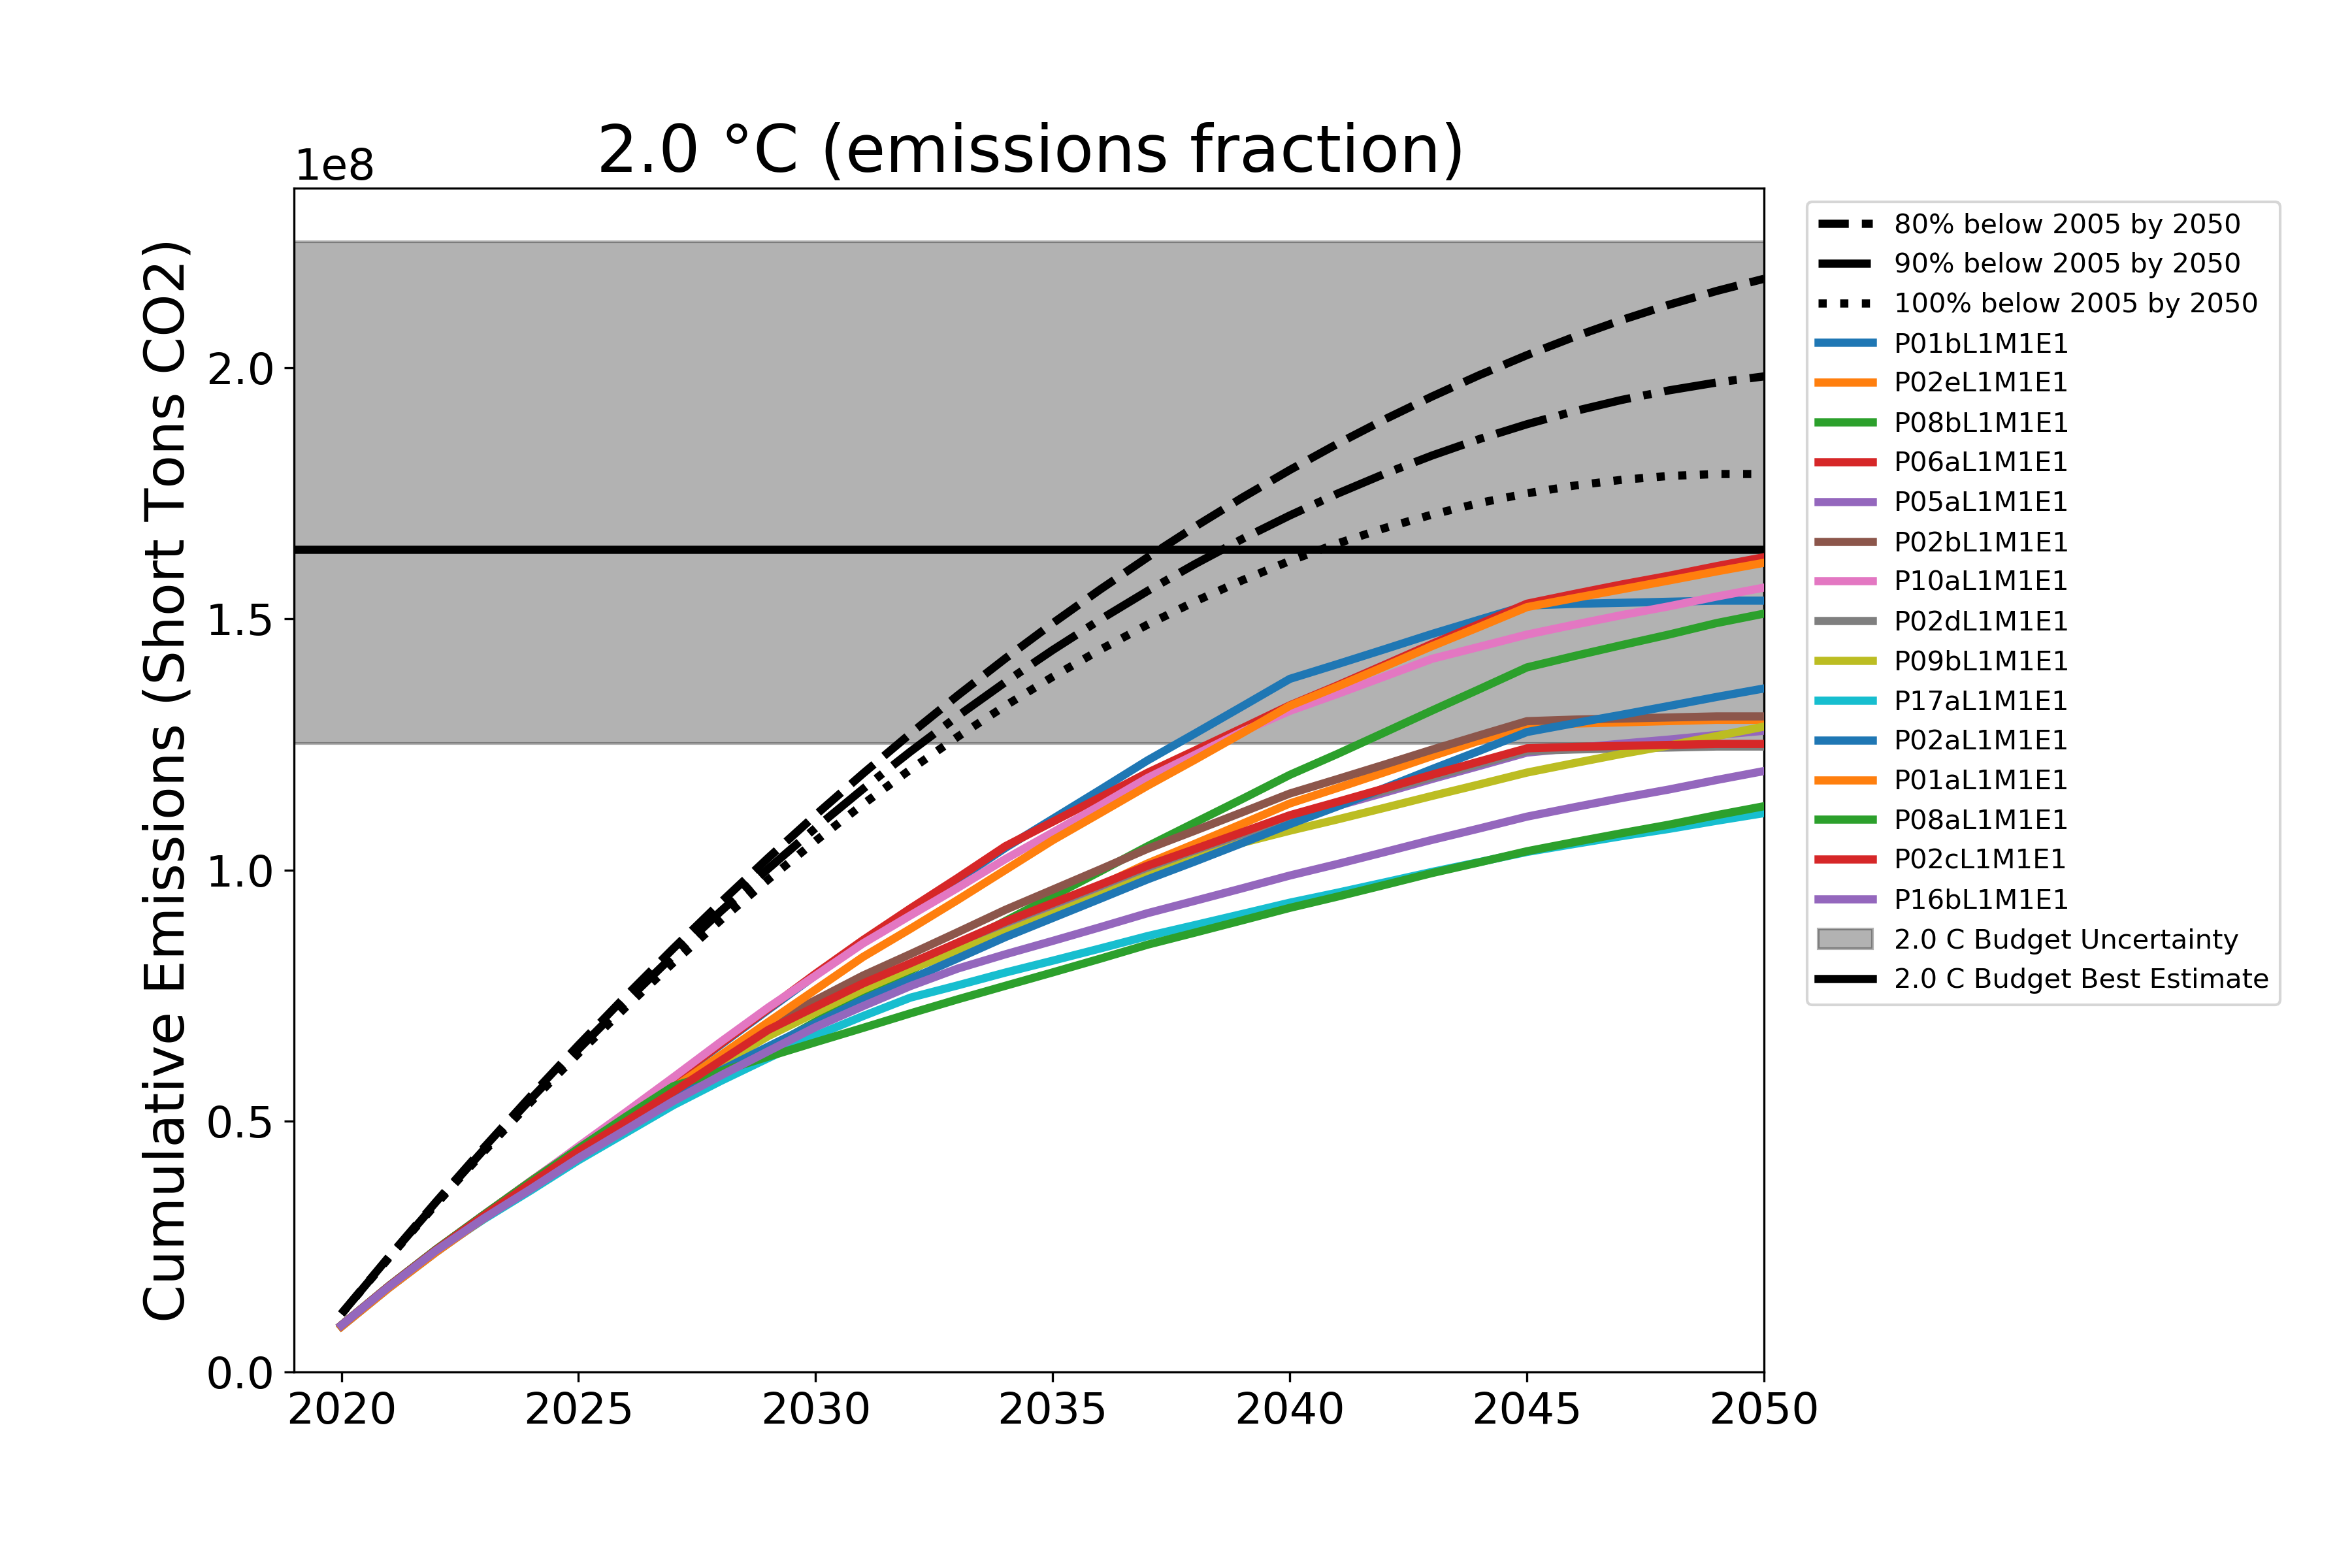 2.0 °C (emissions fraction)
1e8
Cumulative Emissions (Short Tons CO2)
2.0
1.5
1.0
0.5
0.0
2020 2025 2030 2035 2040 2045 2050
80% below 2005 by 2050
90% below 2005 by 2050
100% below 2005 by 2050
P01bL1M1E1
P02eL1M1E1
P08bL1M1E1
P06aL1M1E1
P05aL1M1E1
P02bL1M1E1
P10aL1M1E1
P02dL1M1E1
P09bL1M1E1
P17aL1M1E1
P02aL1M1E1
P01aL1M1E1
P08aL1M1E1
P02cL1M1E1
P16bL1M1E1
2.0 C Budget Uncertainty
2.0 C Budget Best Estimate